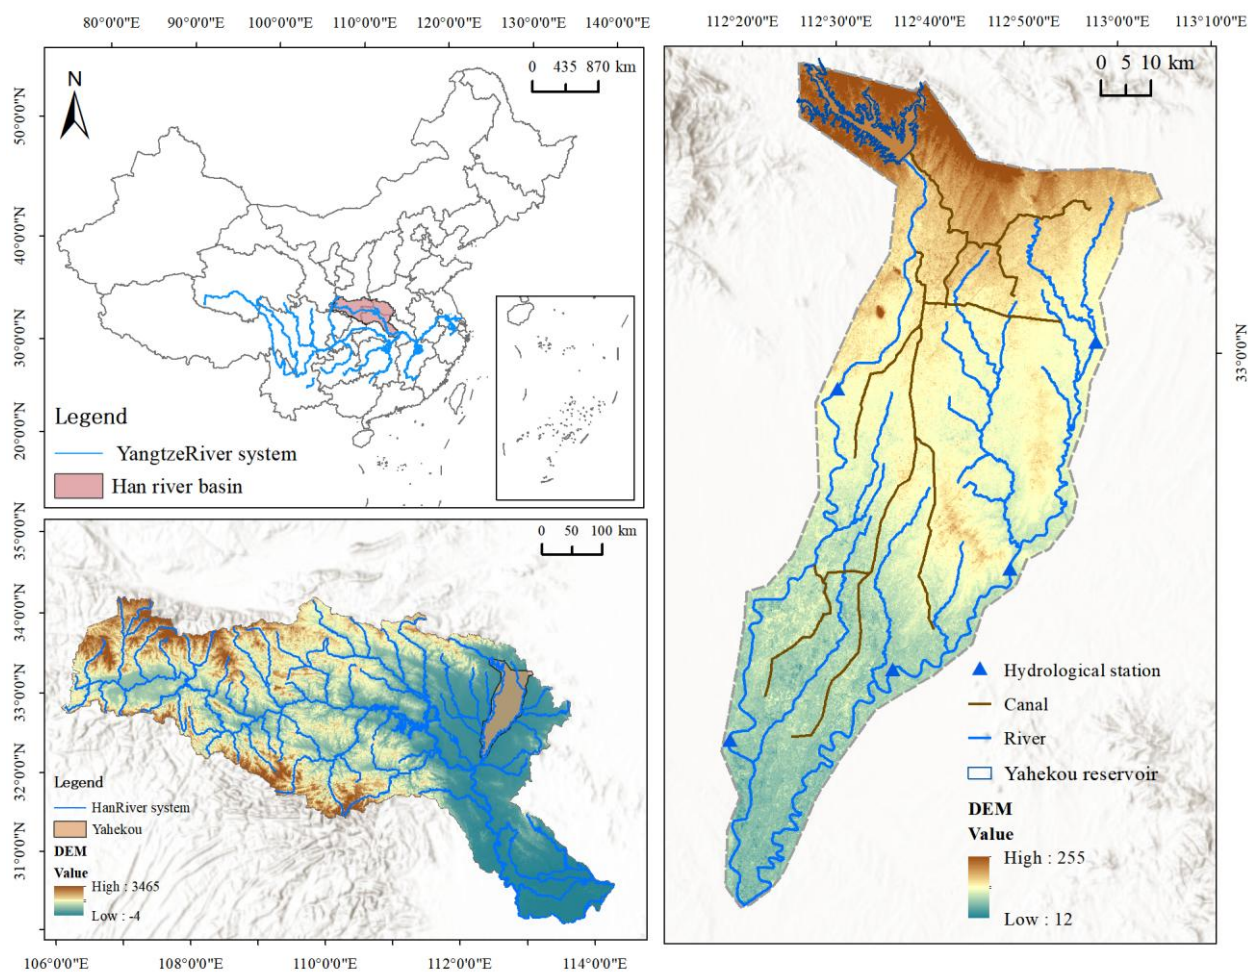 80°0'0"E 90°0'0"E 100°0'0"E 110°0'0"E 120°0'0"E 130°0'0"E 140°0'0"E
N
0 435 870 km
50°0'0"N
40°0'0"N
30°0'0"N
20°0'0"N
Legend
YangtzeRiver system
Han river basin
0 50 100 km
35°0'0"N
34°0'0"N
33°0'0"N
32°0'0"N
31°0'0"N
Legend
HanRiver system
Yahekou
DEM
Value
High : 3465
Low : -4
106°0'0"E 108°0'0"E 110°0'0"E 112°0'0"E 114°0'0"E
112°20'0"E 112°30'0"E 112°40'0"E 112°50'0"E 113°0'0"E 113°10'0"E
0 5 10 km
33°0'0"N
Hydrological station
Canal
River
Yahekou reservoir
DEM
Value
High : 255
Low : 12